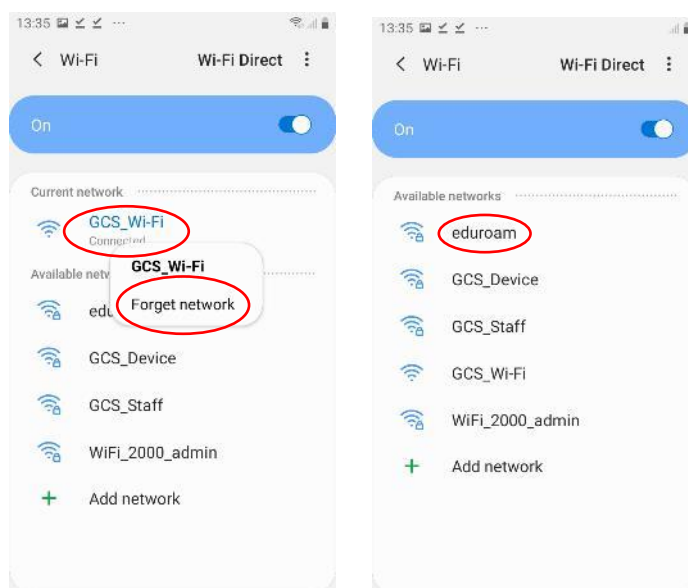 13:35 ...
Wi-Fi Wi-Fi Direct
On
Current network
GCS_Wi-Fi
Connected
GCS_Wi-Fi
Available netw
Forget network
edu
GCS_Device
GCS_Staff
WiFi_2000_admin
Add network
13:35 ...
Wi-Fi Wi-Fi Direct
On
Available networks
eduroam
GCS_Device
GCS_Staff
GCS_Wi-Fi
WiFi_2000_admin
Add network